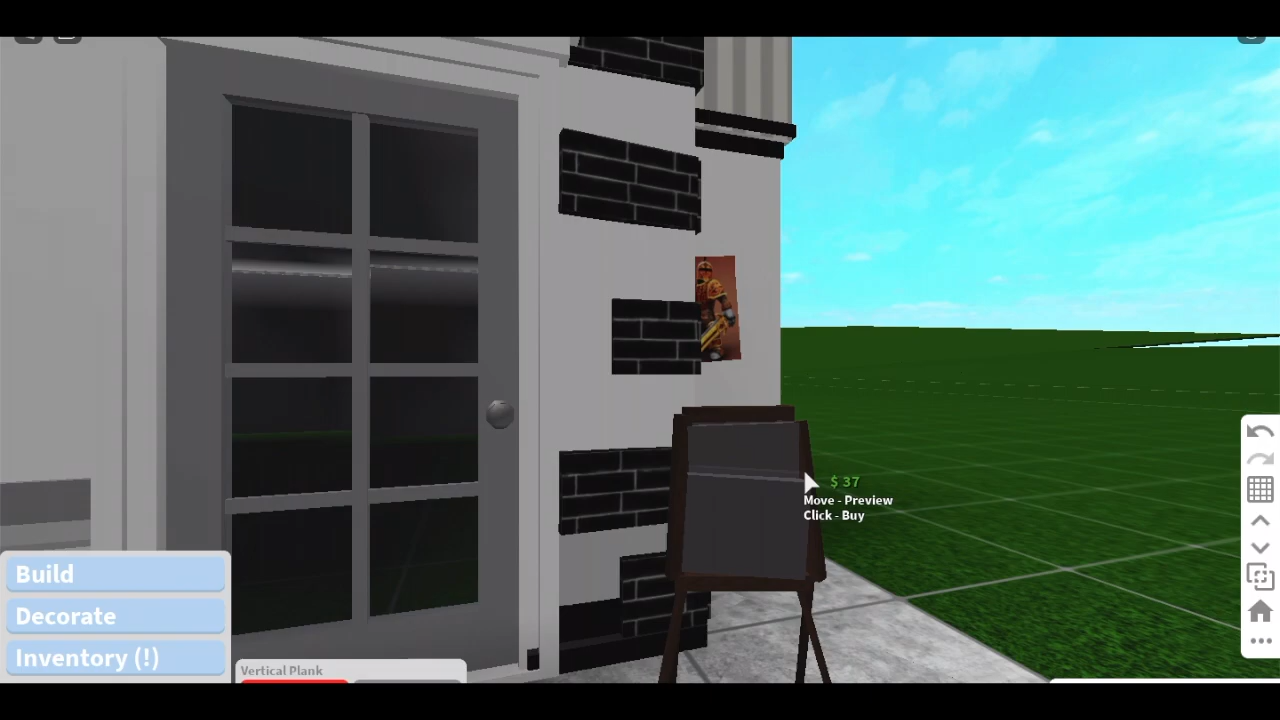 $ 37
Move - Preview
Click - Buy
Build
Decorate
Inventory (!)
Vertical Plank